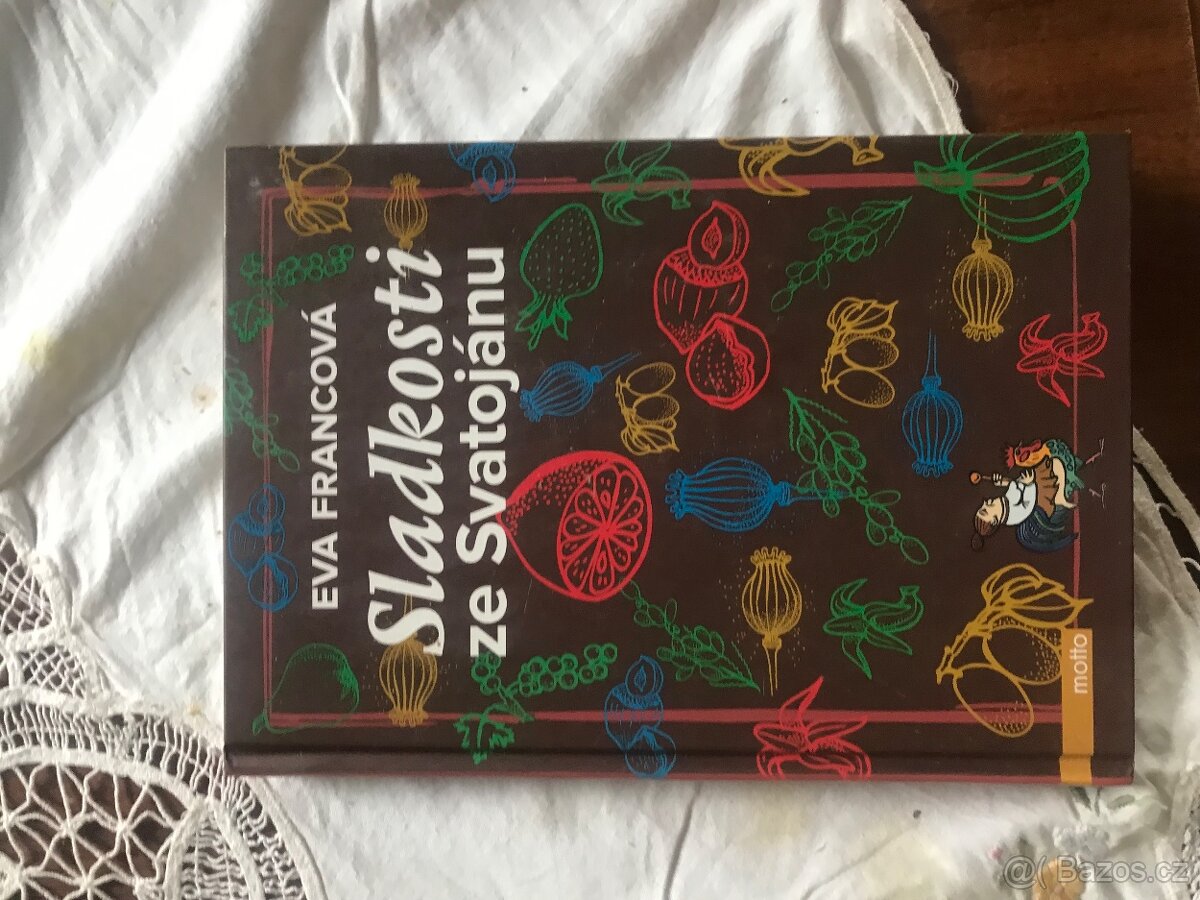 EVA FRANCOVÁ
Sladkosti
ze Svatojánu
motto
@( Bazos.cz